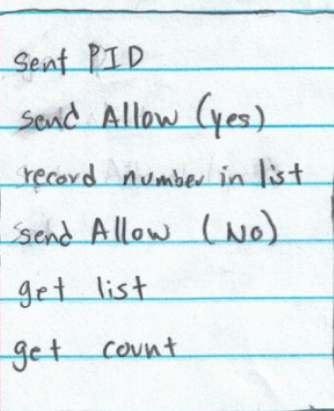 Sent PID
Send Allow (yes)
record number in list
Send Allow (No)
get list
get count